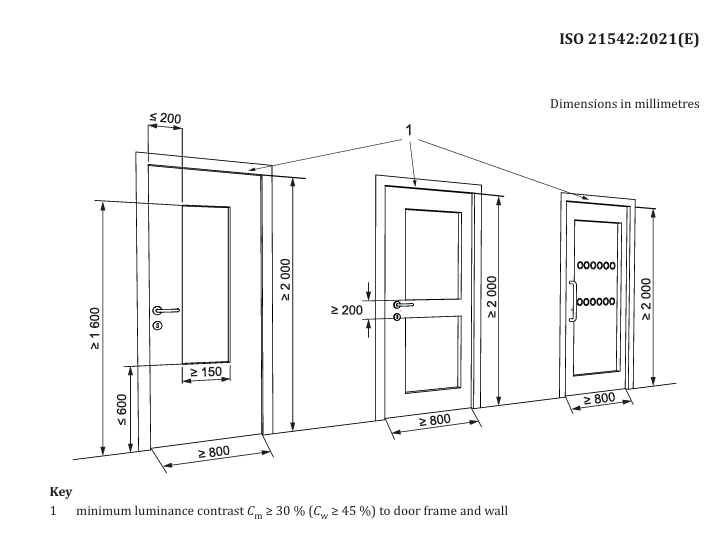 ISO 21542:2021(E)
Dimensions in millimetres
≤ 200
1
≥ 1 600
≤ 600
≥ 150
≥ 800
≥ 2 000
≥ 200
≥ 800
≥ 2 000
≥ 800
≥ 2 000
Key
1 minimum luminance contrast Cm ≥ 30 % (Cw ≥ 45 %) to door frame and wall